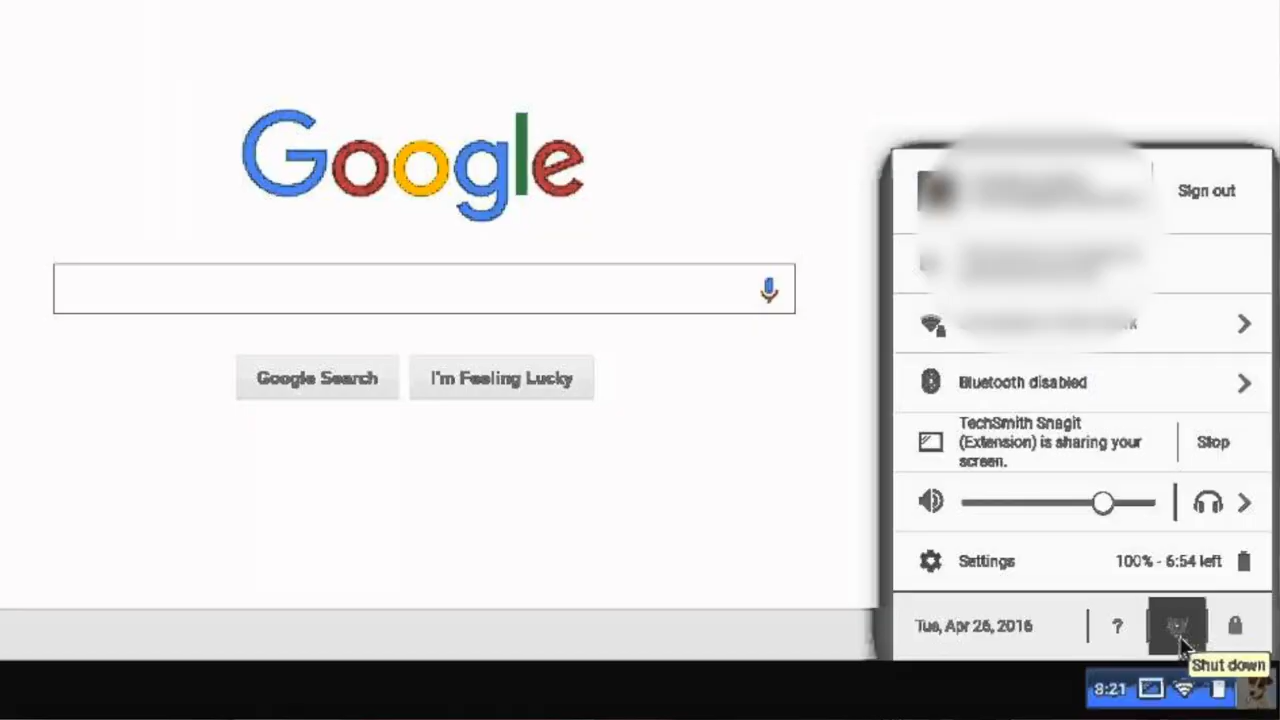 Google
Sign out
Bluetooth disabled
TechSmith Snagit
(Extension) is sharing your
screen.
Stop
Google Search
I'm Feeling Lucky
Settings
100% - 6:54 left
Tue, Apr 26, 2016
?
Shut down
8:21